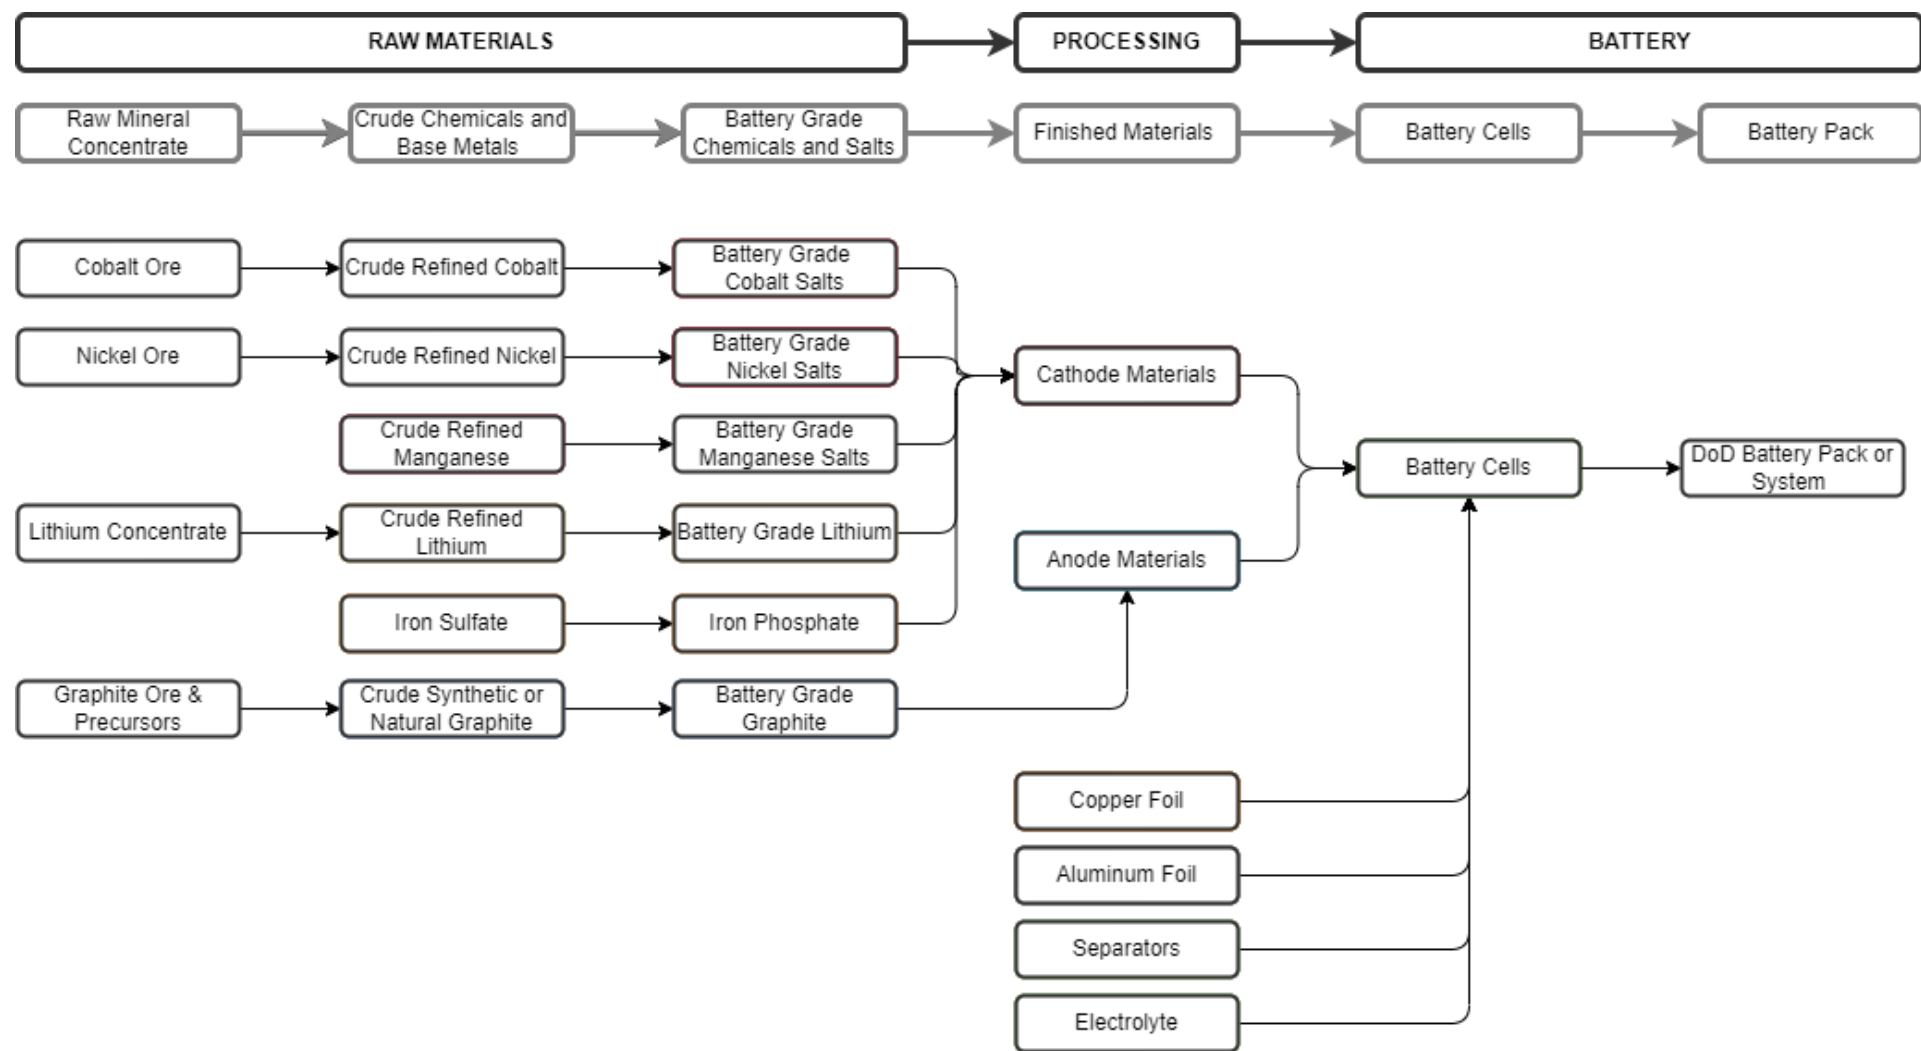 RAW MATERIALS
PROCESSING
BATTERY
Raw Mineral
Concentrate
Crude Chemicals and
Base Metals
Battery Grade
Chemicals and Salts
Finished Materials
Battery Cells
Battery Pack
Cobalt Ore
Crude Refined Cobalt
Battery Grade
Cobalt Salts
Nickel Ore
Crude Refined Nickel
Battery Grade
Nickel Salts
Cathode Materials
Crude Refined
Manganese
Battery Grade
Manganese Salts
Battery Cells
DoD Battery Pack or
System
Lithium Concentrate
Crude Refined
Lithium
Battery Grade Lithium
Anode Materials
Iron Sulfate
Iron Phosphate
Graphite Ore &
Precursors
Crude Synthetic or
Natural Graphite
Battery Grade
Graphite
Copper Foil
Aluminum Foil
Separators
Electrolyte